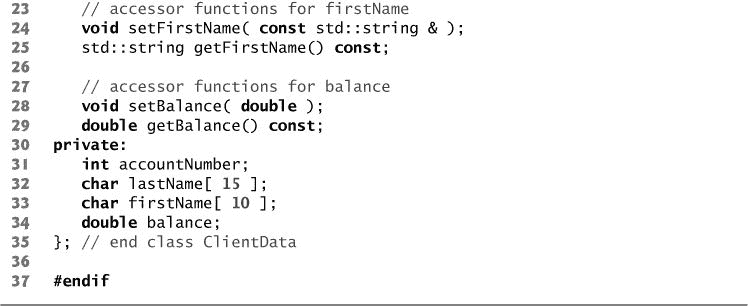 23 // accessor functions for firstName
24 void setFirstName( const std::string & );
25 std::string getFirstName() const;
26
27 // accessor functions for balance
28 void setBalance( double );
29 double getBalance() const;
30 private:
31 int accountNumber;
32 char lastName[ 15 ];
33 char firstName[ 10 ];
34 double balance;
35 }; // end class ClientData
36
37 #endif